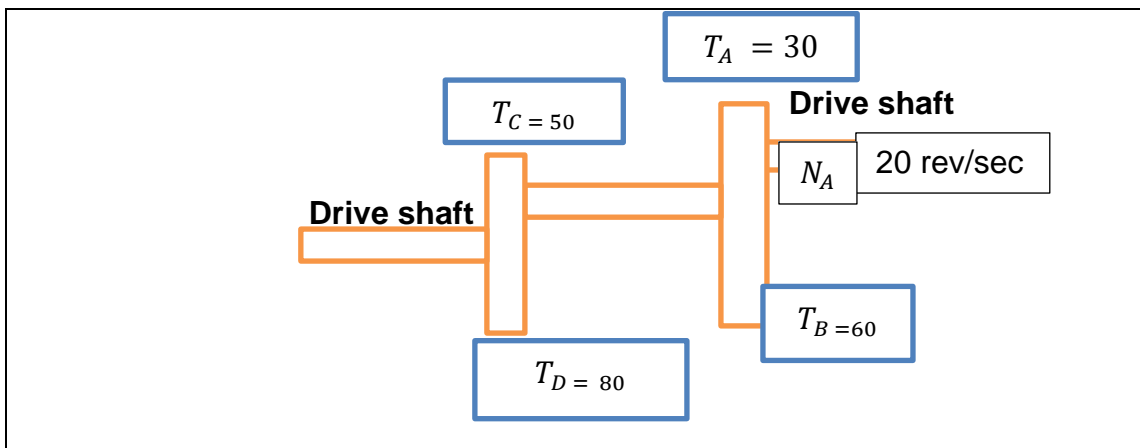 T_A = 30
T_C = 50
Drive shaft
N_A
20 rev/sec
Drive shaft
T_B =60
T_D = 80